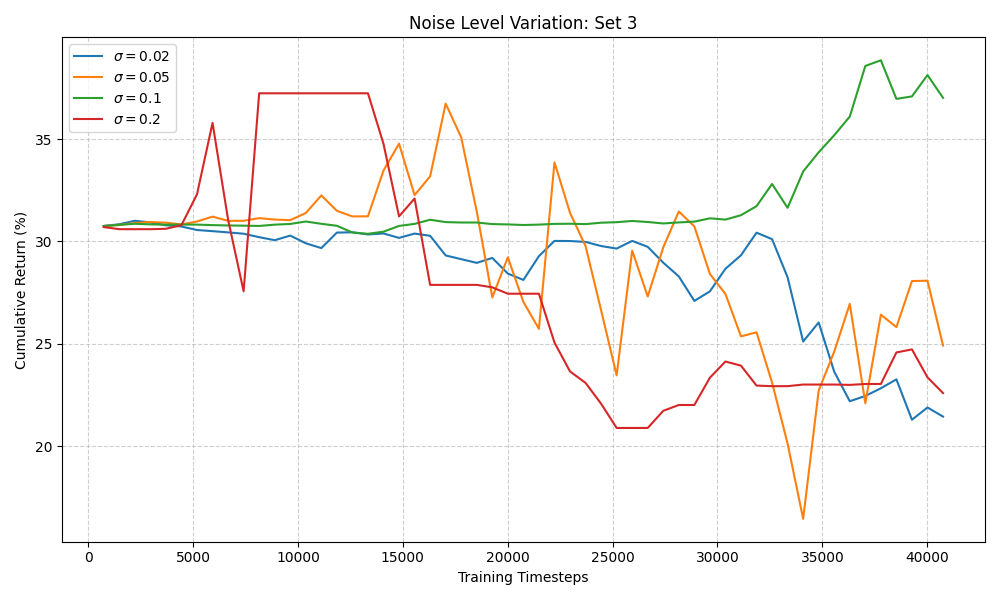 Noise Level Variation: Set 3
σ = 0.02
σ = 0.05
σ = 0.1
σ = 0.2
Cumulative Return (%)
35
30
25
20
0 5000 10000 15000 20000 25000 30000 35000 40000
Training Timesteps